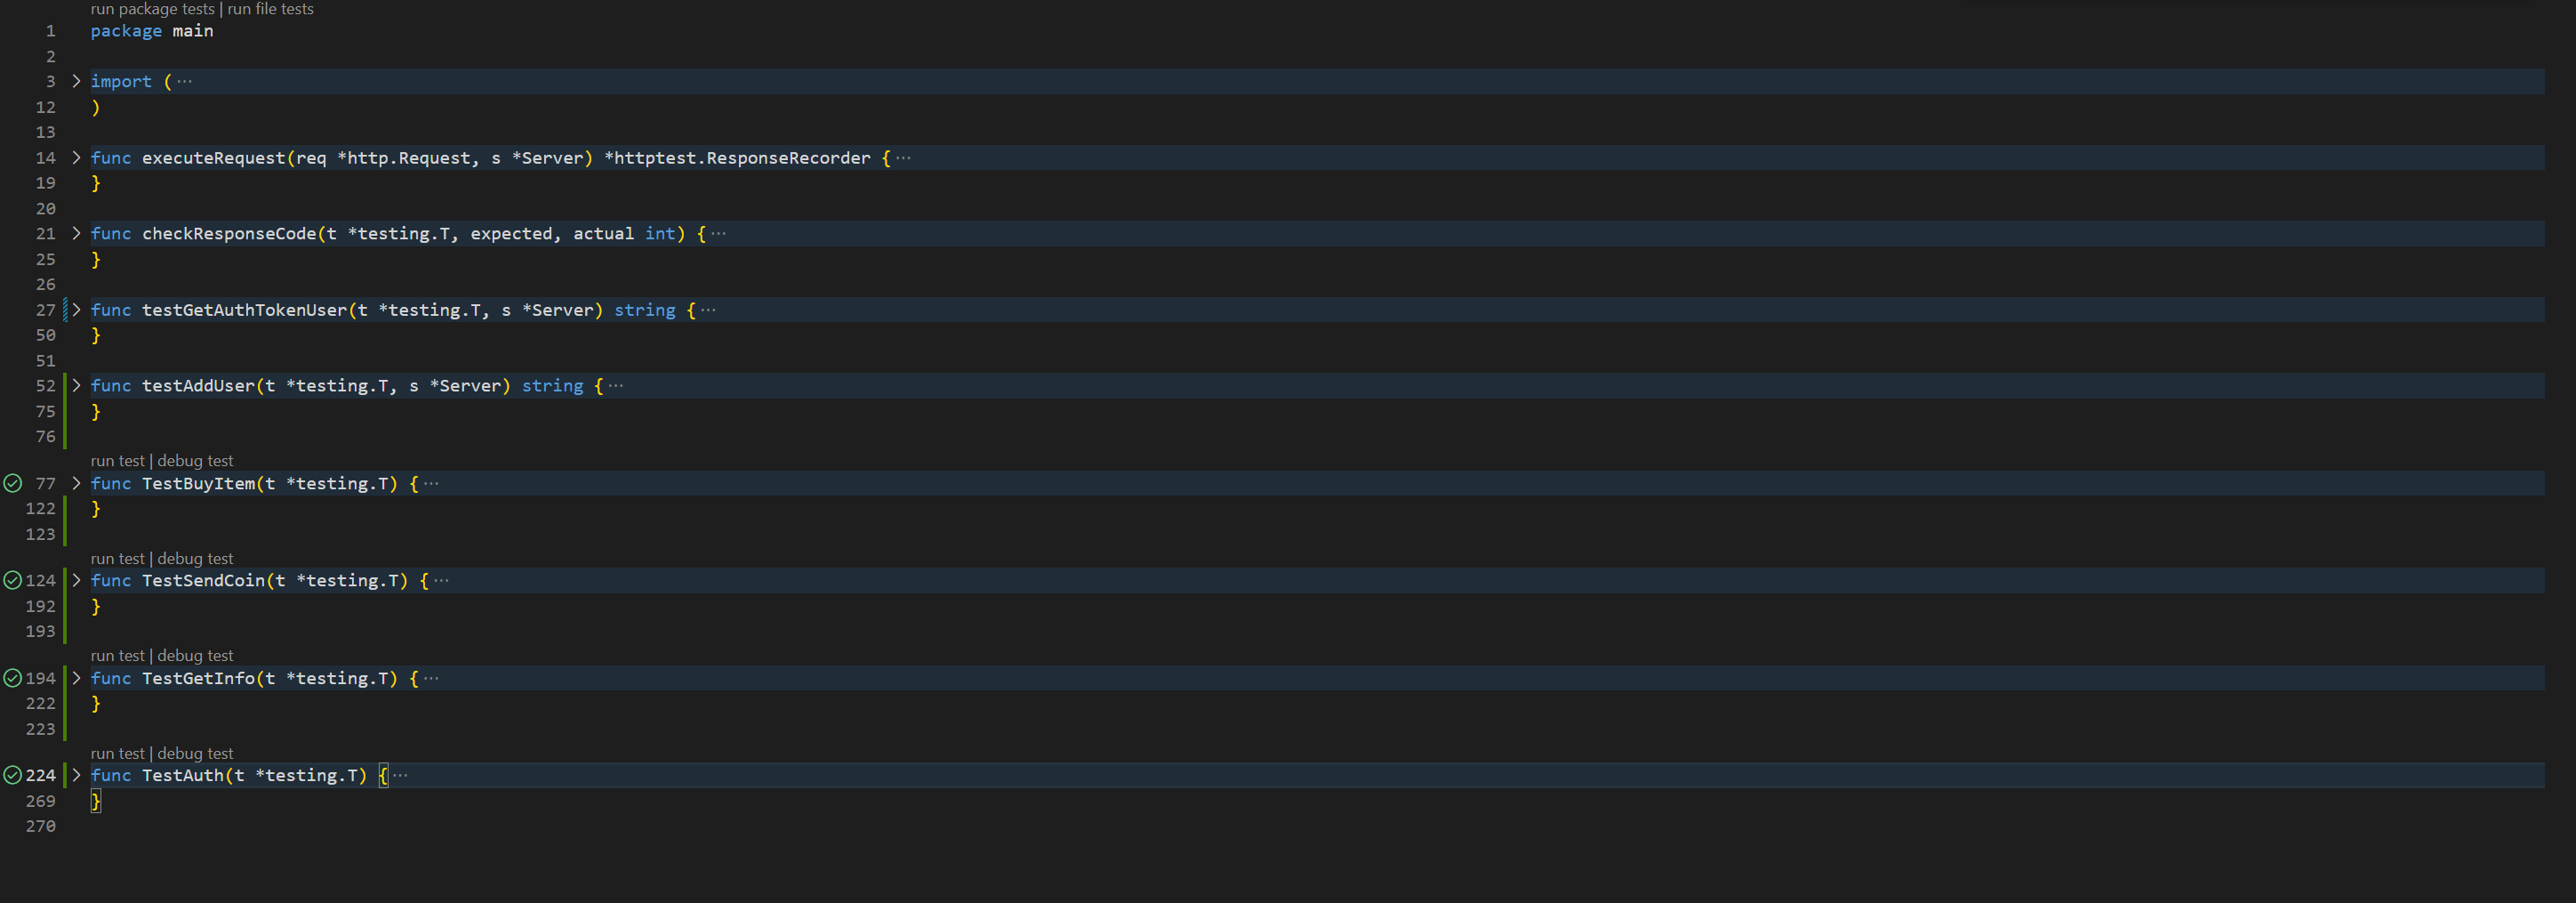 run package tests | run file tests
1 package main
2
3 import ( ···
12 )
13
14 func executeRequest(req *http.Request, s *Server) *httptest.ResponseRecorder { ···
19 }
20
21 func checkResponseCode(t *testing.T, expected, actual int) { ···
25 }
26
27 func testGetAuthTokenUser(t *testing.T, s *Server) string { ···
50 }
51
52 func testAddUser(t *testing.T, s *Server) string { ···
75 }
76
run test | debug test
77 func TestBuyItem(t *testing.T) { ···
122 }
123
run test | debug test
124 func TestSendCoin(t *testing.T) { ···
192 }
193
run test | debug test
194 func TestGetInfo(t *testing.T) { ···
222 }
223
run test | debug test
224 func TestAuth(t *testing.T) { ···
269 }
270